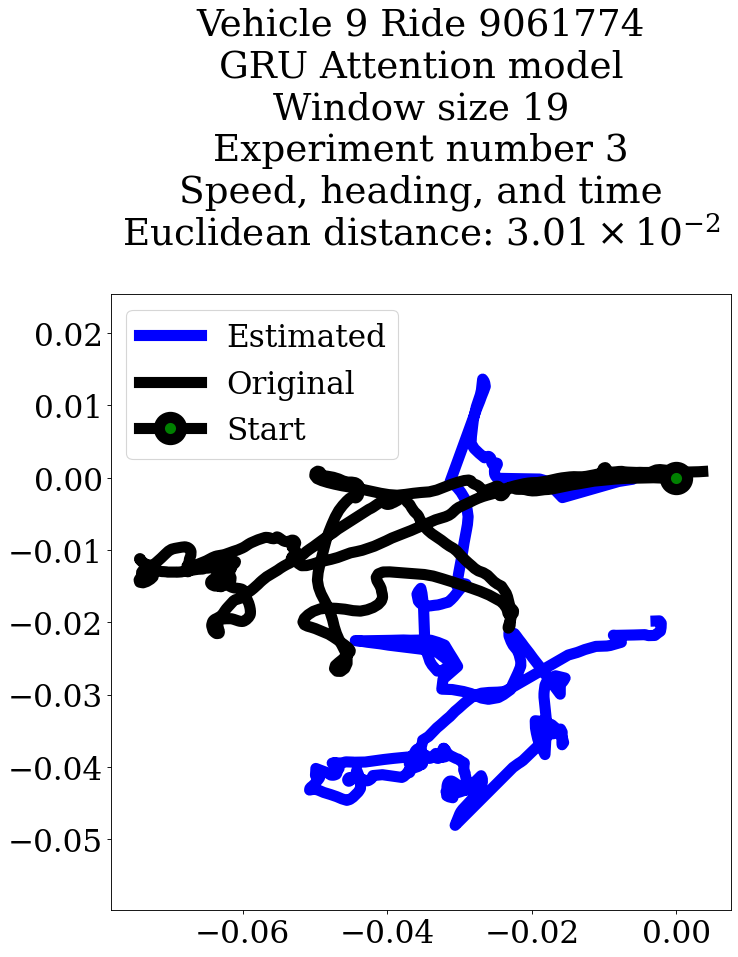 Vehicle 9 Ride 9061774
GRU Attention model
Window size 19
Experiment number 3
Speed, heading, and time
Euclidean distance: 3.01 × 10⁻²
Estimated
Original
Start
0.02
0.01
0.00
−0.01
−0.02
−0.03
−0.04
−0.05
−0.06
−0.04
−0.02
0.00